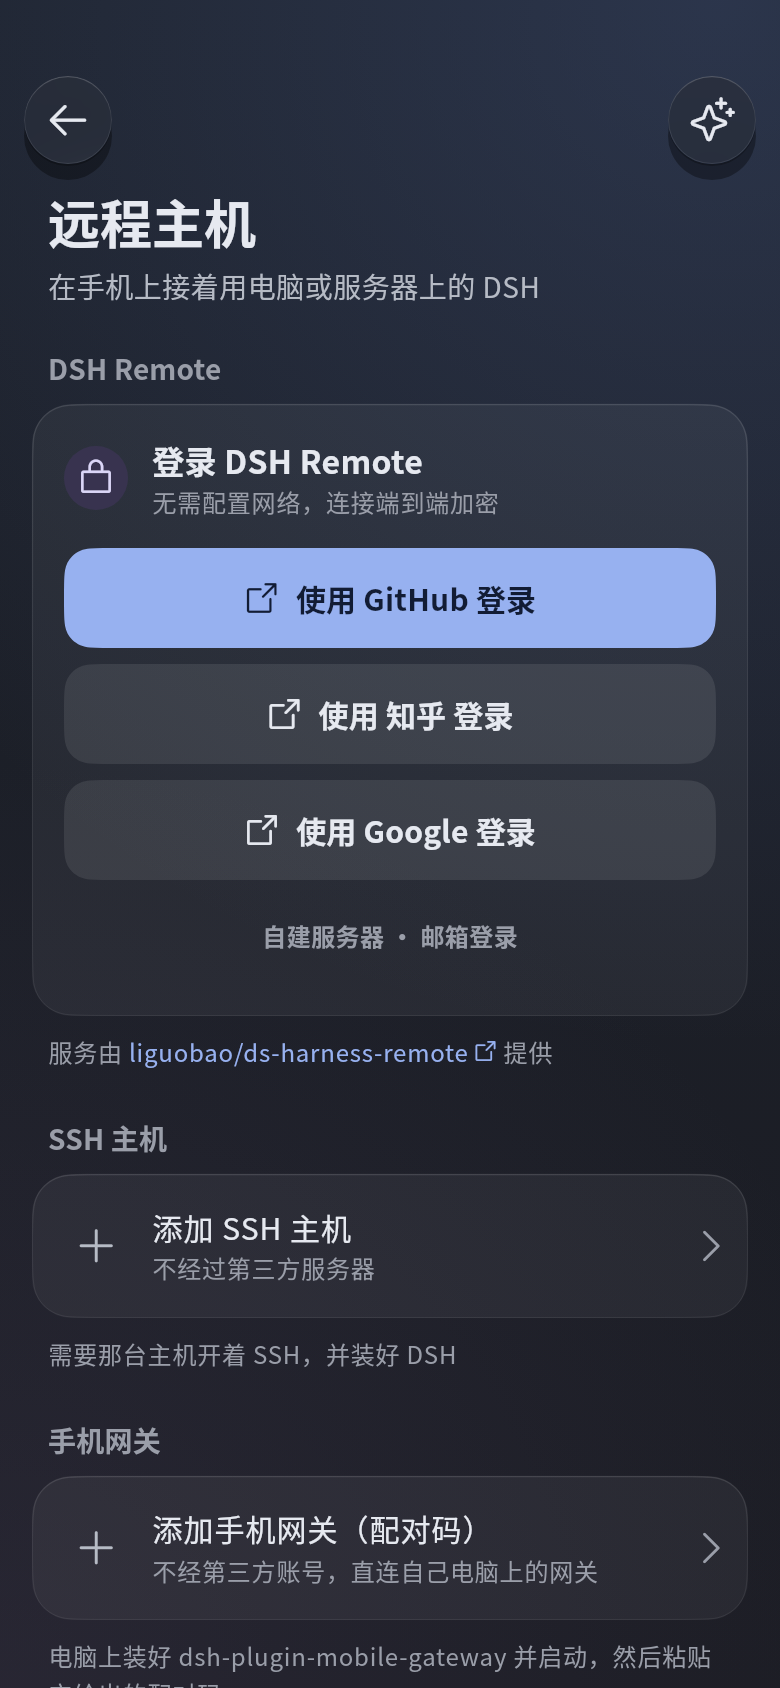 远程主机
在手机上接着用电脑或服务器上的 DSH
DSH Remote
登录 DSH Remote
无需配置网络，连接端到端加密
使用 GitHub 登录
使用 知乎 登录
使用 Google 登录
自建服务器 · 邮箱登录
服务由 liguobao/ds-harness-remote 提供
SSH 主机
添加 SSH 主机
不经过第三方服务器
需要那台主机开着 SSH，并装好 DSH
手机网关
添加手机网关（配对码）
不经第三方账号，直连自己电脑上的网关
电脑上装好 dsh-plugin-mobile-gateway 并启动，然后粘贴